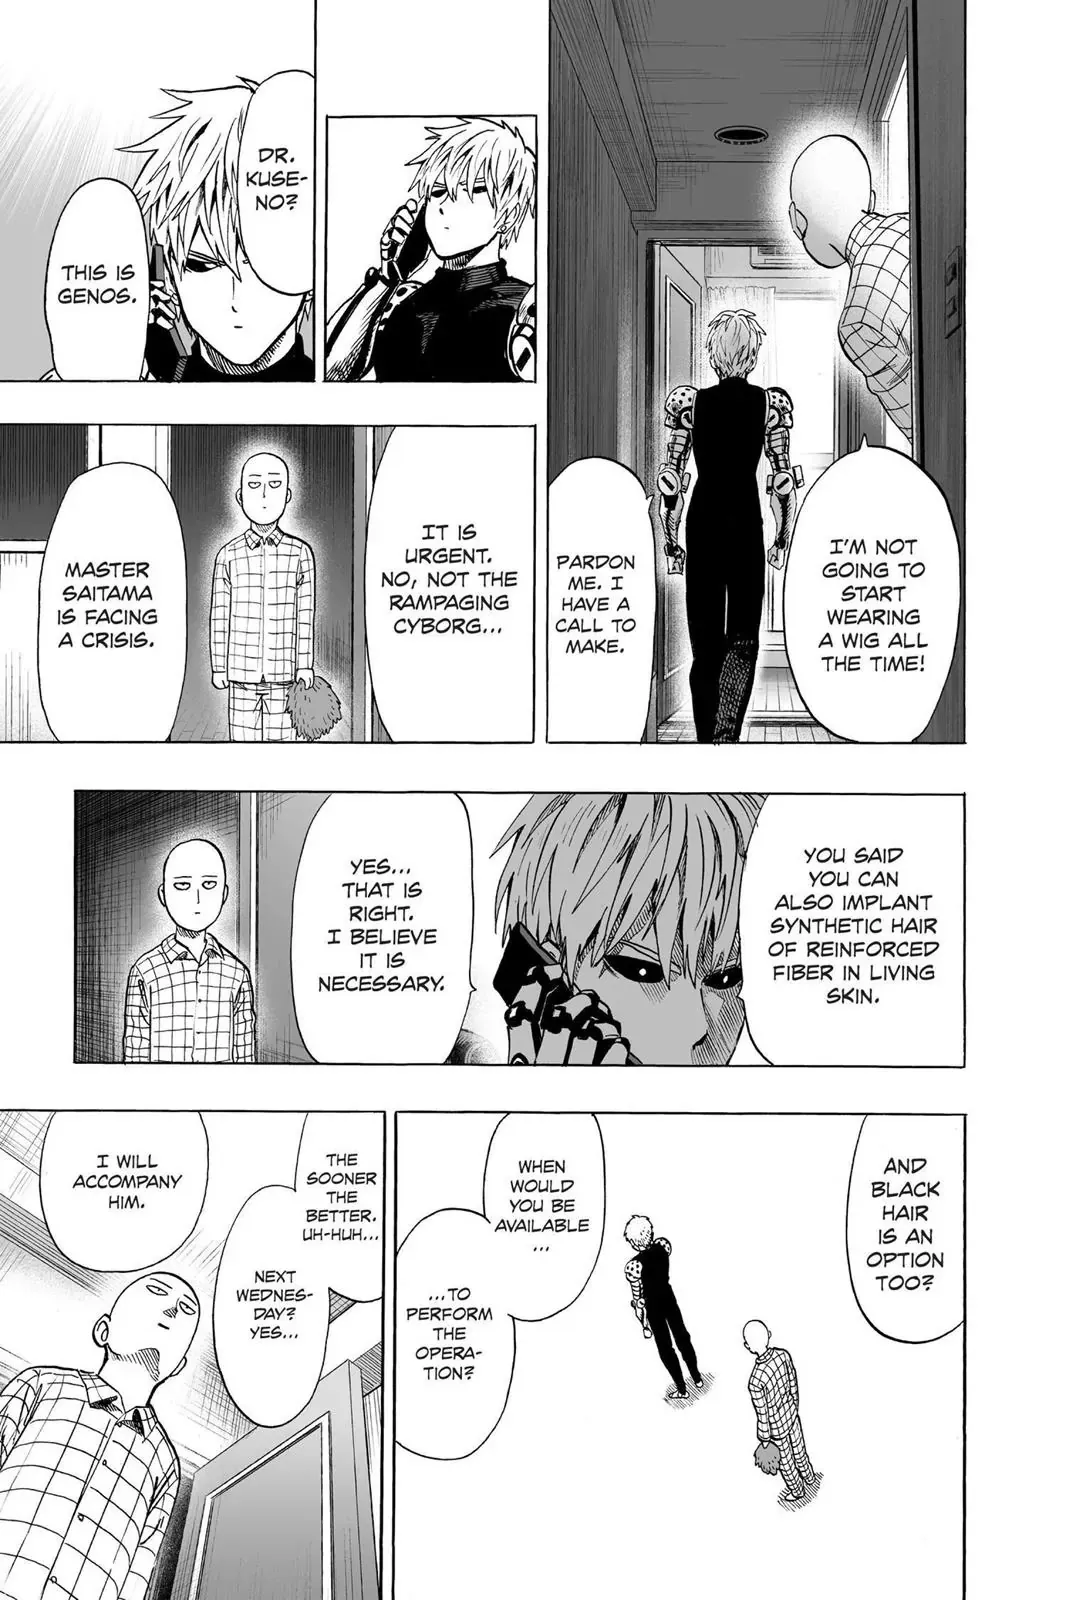 I'M NOT
GOING TO
START
WEARING
A WIG ALL
THE TIME!
PARDON
ME. I
HAVE A
CALL TO
MAKE.
DR.
KUSE-
NO?
THIS IS
GENOS.
IT IS
URGENT.
NO, NOT THE
RAMPAGING
CYBORG...
MASTER
SAITAMA
IS FACING
A CRISIS.
YOU SAID
YOU CAN
ALSO IMPLANT
SYNTHETIC HAIR
OF REINFORCED
FIBER IN LIVING
SKIN.
YES...
THAT IS
RIGHT.
I BELIEVE
IT IS
NECESSARY.
AND
BLACK
HAIR
IS AN
OPTION
TOO?
WHEN
WOULD
YOU BE
AVAILABLE
...
...TO
PERFORM
THE
OPERA-
TION?
THE
SOONER
THE
BETTER.
UH-HUH...
NEXT
WEDNES-
DAY?
YES...
I WILL
ACCOMPANY
HIM.